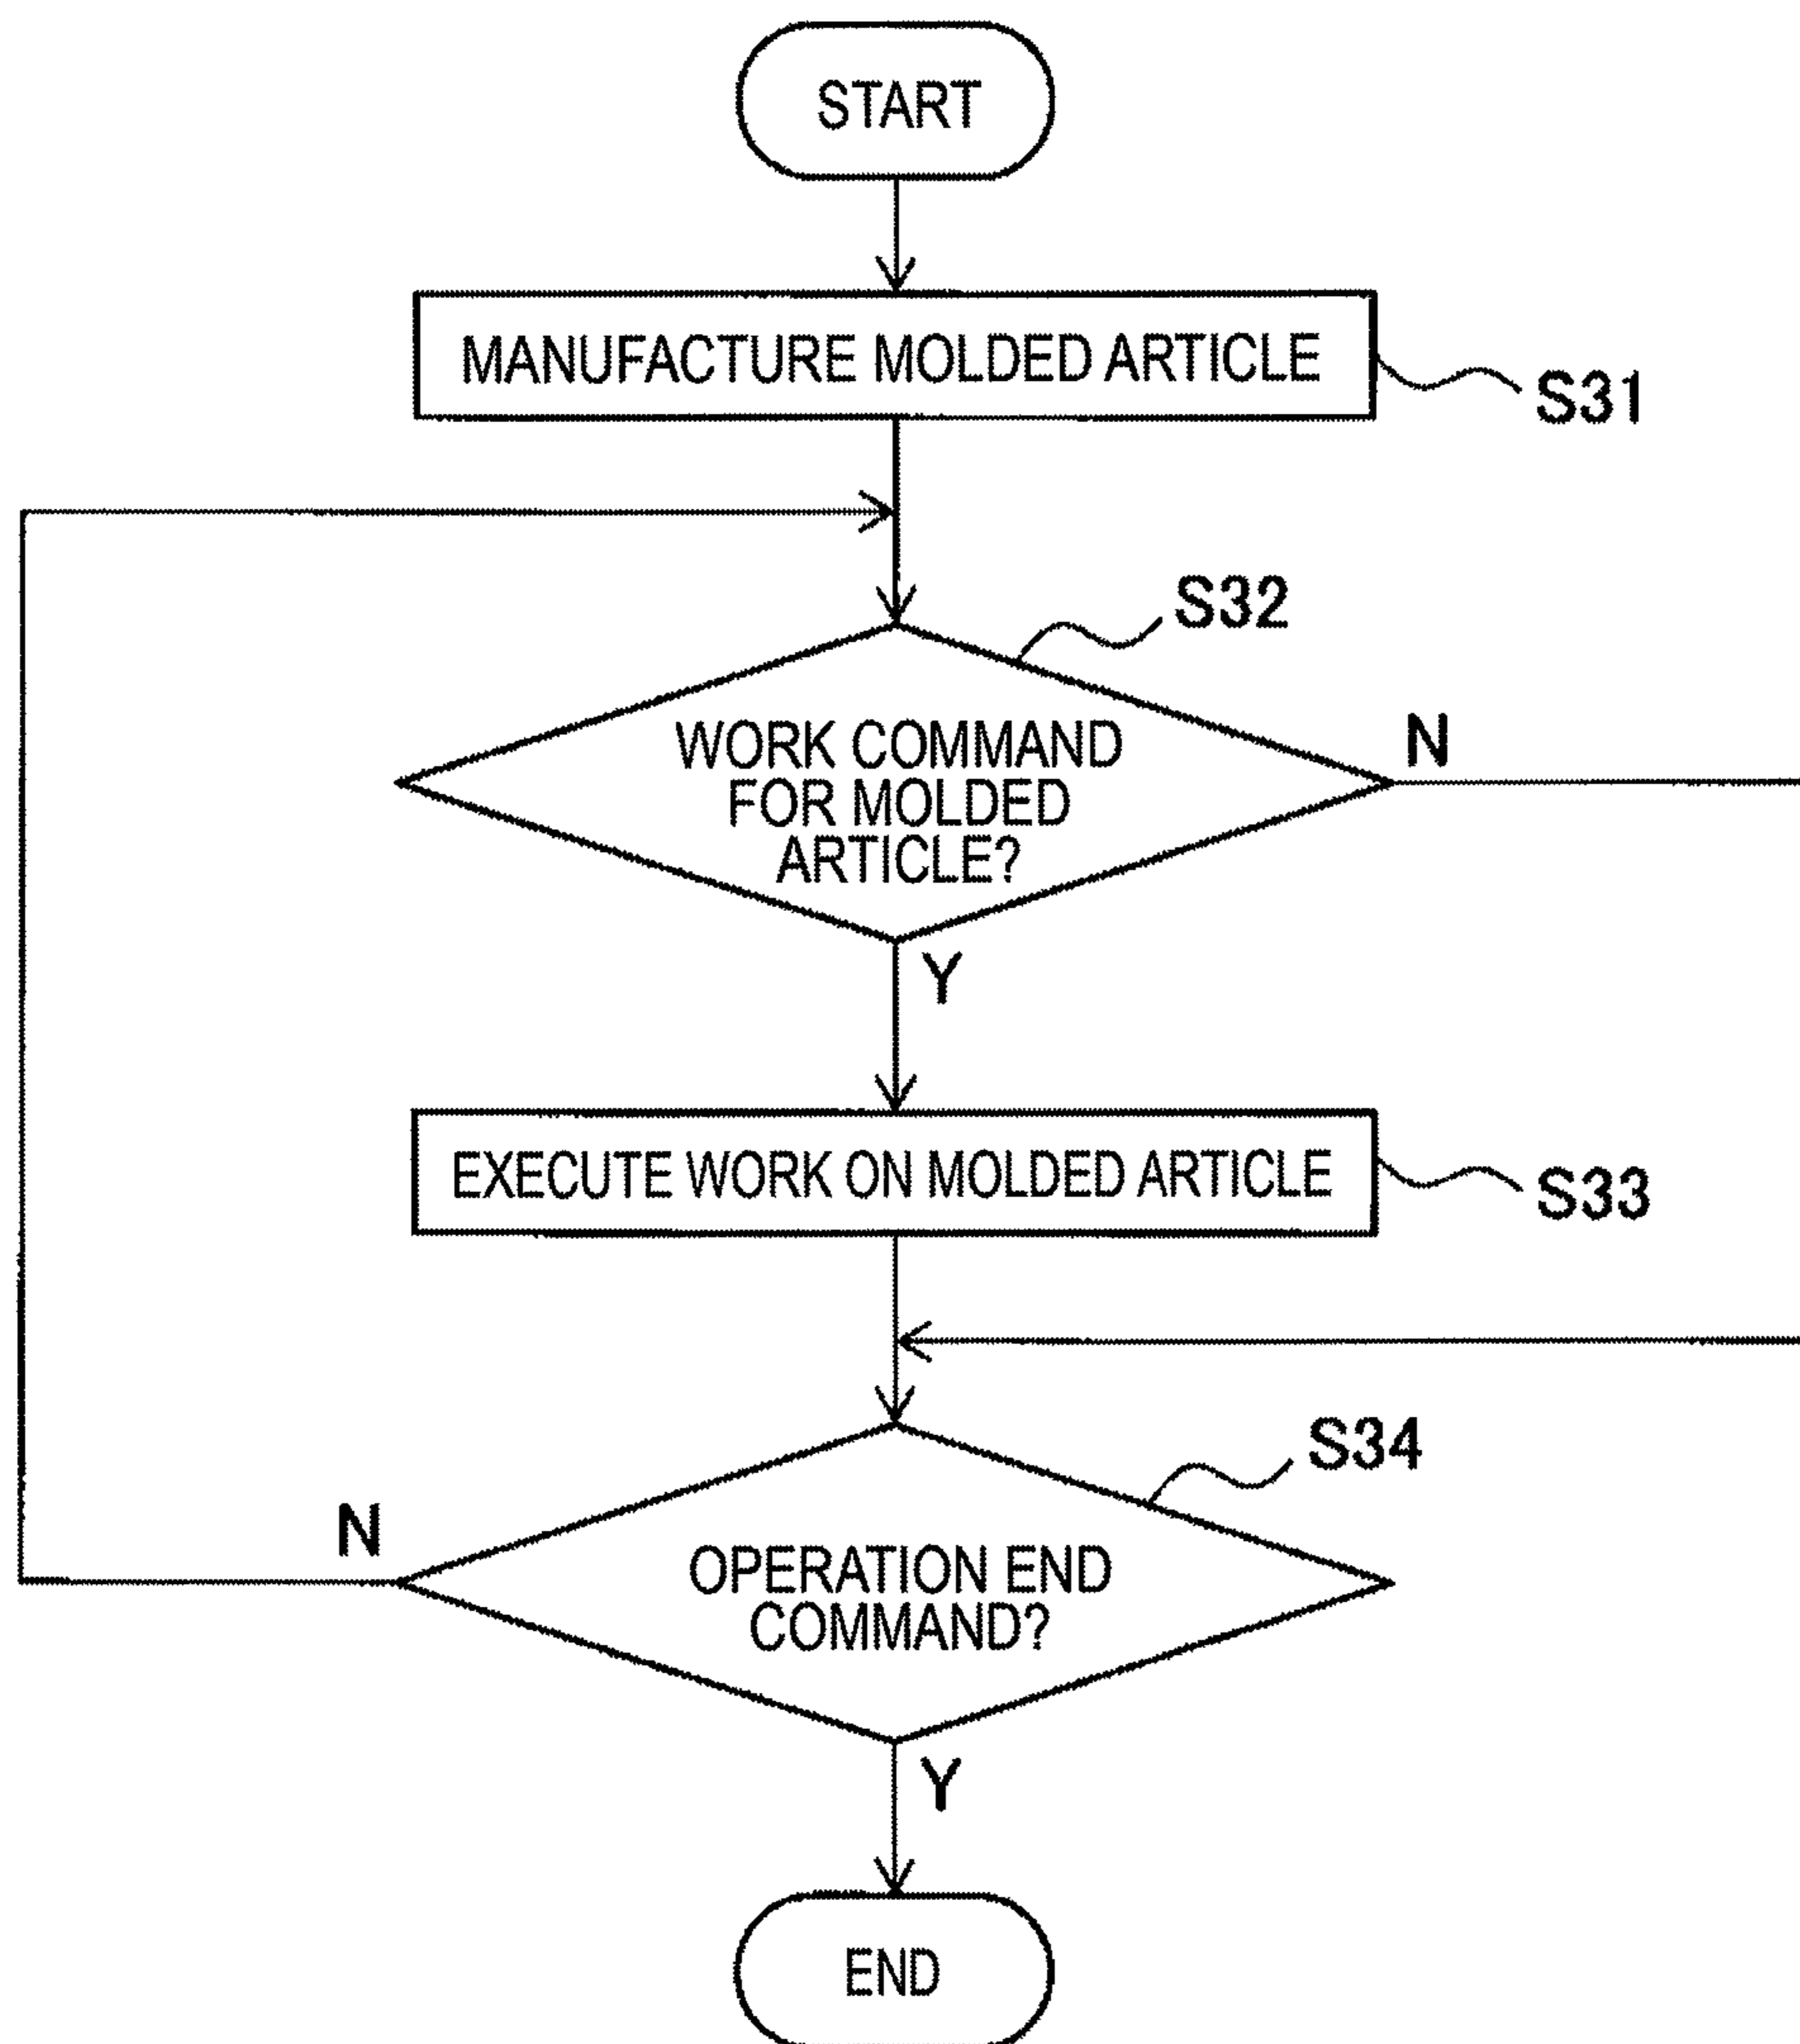 START
MANUFACTURE MOLDED ARTICLE
S31
S32
WORK COMMAND
FOR MOLDED
ARTICLE?
N
Y
EXECUTE WORK ON MOLDED ARTICLE
S33
S34
N
OPERATION END
COMMAND?
Y
END